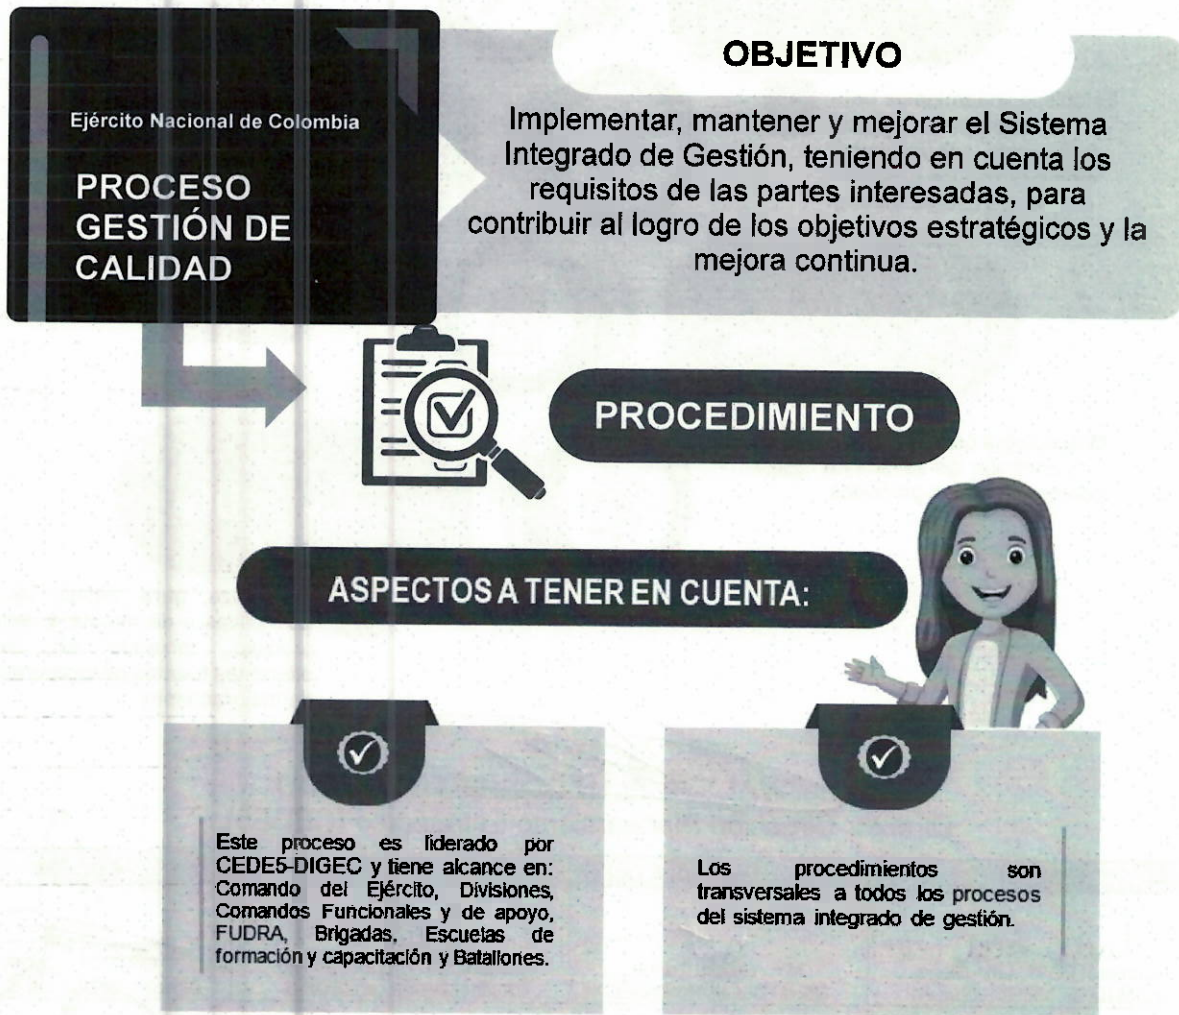 Ejército Nacional de Colombia
PROCESO
GESTIÓN DE
CALIDAD
OBJETIVO
Implementar, mantener y mejorar el Sistema
Integrado de Gestión, teniendo en cuenta los
requisitos de las partes interesadas, para
contribuir al logro de los objetivos estratégicos y la
mejora continua.
PROCEDIMIENTO
ASPECTOS A TENER EN CUENTA:
Este proceso es liderado por
CEDE5-DIGEC y tiene alcance en:
Comando del Ejército, Divisiones,
Comandos Funcionales y de apoyo,
FUDRA, Brigadas, Escuelas de
formación y capacitación y Batallones.
Los procedimientos son
transversales a todos los procesos
del sistema integrado de gestión.